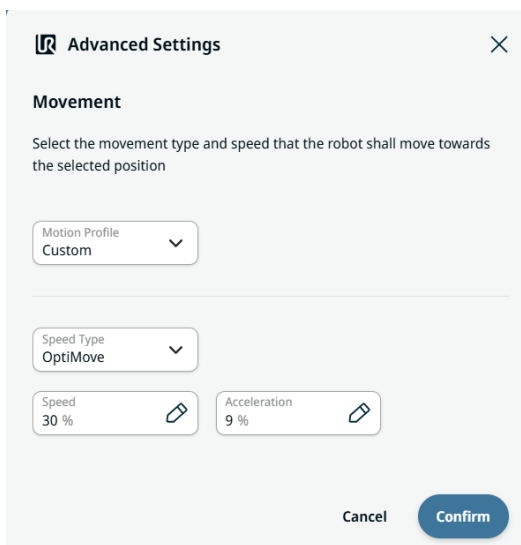 UR Advanced Settings
Movement
Select the movement type and speed that the robot shall move towards
the selected position
Motion Profile
Custom
Speed Type
OptiMove
Speed
30 %
Acceleration
9 %
Cancel
Confirm